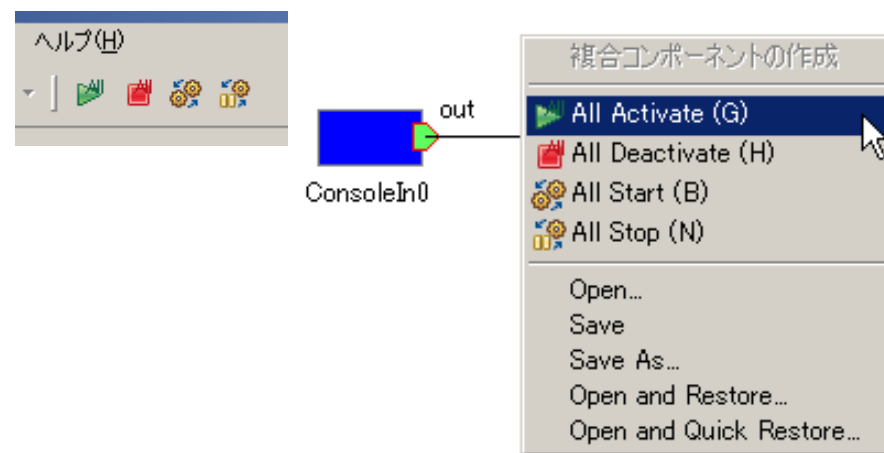 ヘルプ(H)
複合コンポーネントの作成
out
All Activate (G)
All Deactivate (H)
ConsoleIn0
All Start (B)
All Stop (N)
Open...
Save
Save As...
Open and Restore...
Open and Quick Restore...